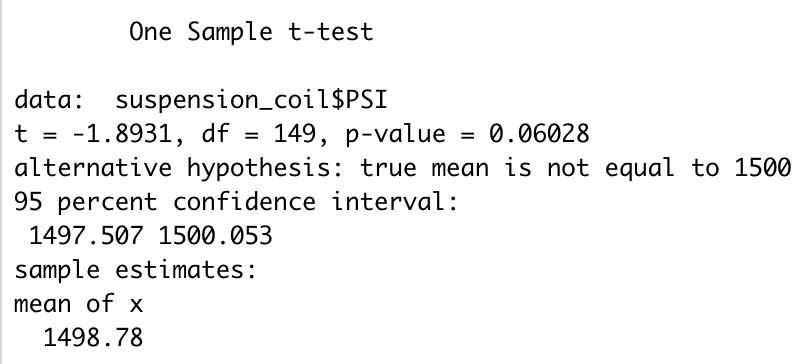 One Sample t-test
data:  suspension_coil$PSI
t = -1.8931, df = 149, p-value = 0.06028
alternative hypothesis: true mean is not equal to 1500
95 percent confidence interval:
1497.507 1500.053
sample estimates:
mean of x
1498.78